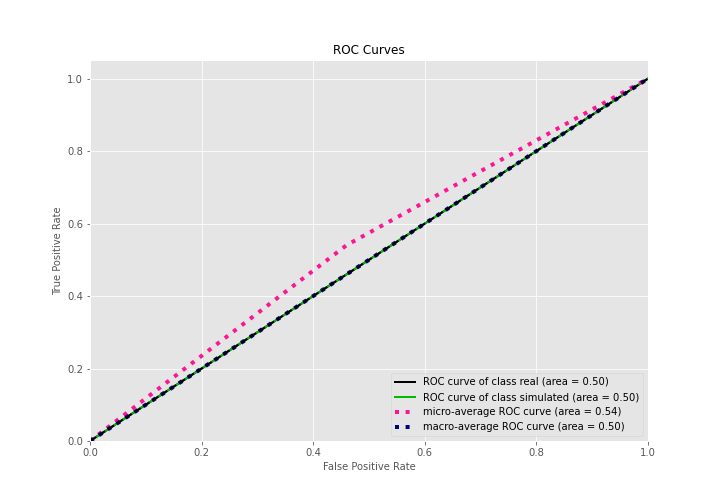 ROC Curves
True Positive Rate
1.0
0.8
0.6
0.4
0.2
0.0
ROC curve of class real (area = 0.50)
ROC curve of class simulated (area = 0.50)
micro-average ROC curve (area = 0.54)
macro-average ROC curve (area = 0.50)
0.0 0.2 0.4 0.6 0.8 1.0
False Positive Rate